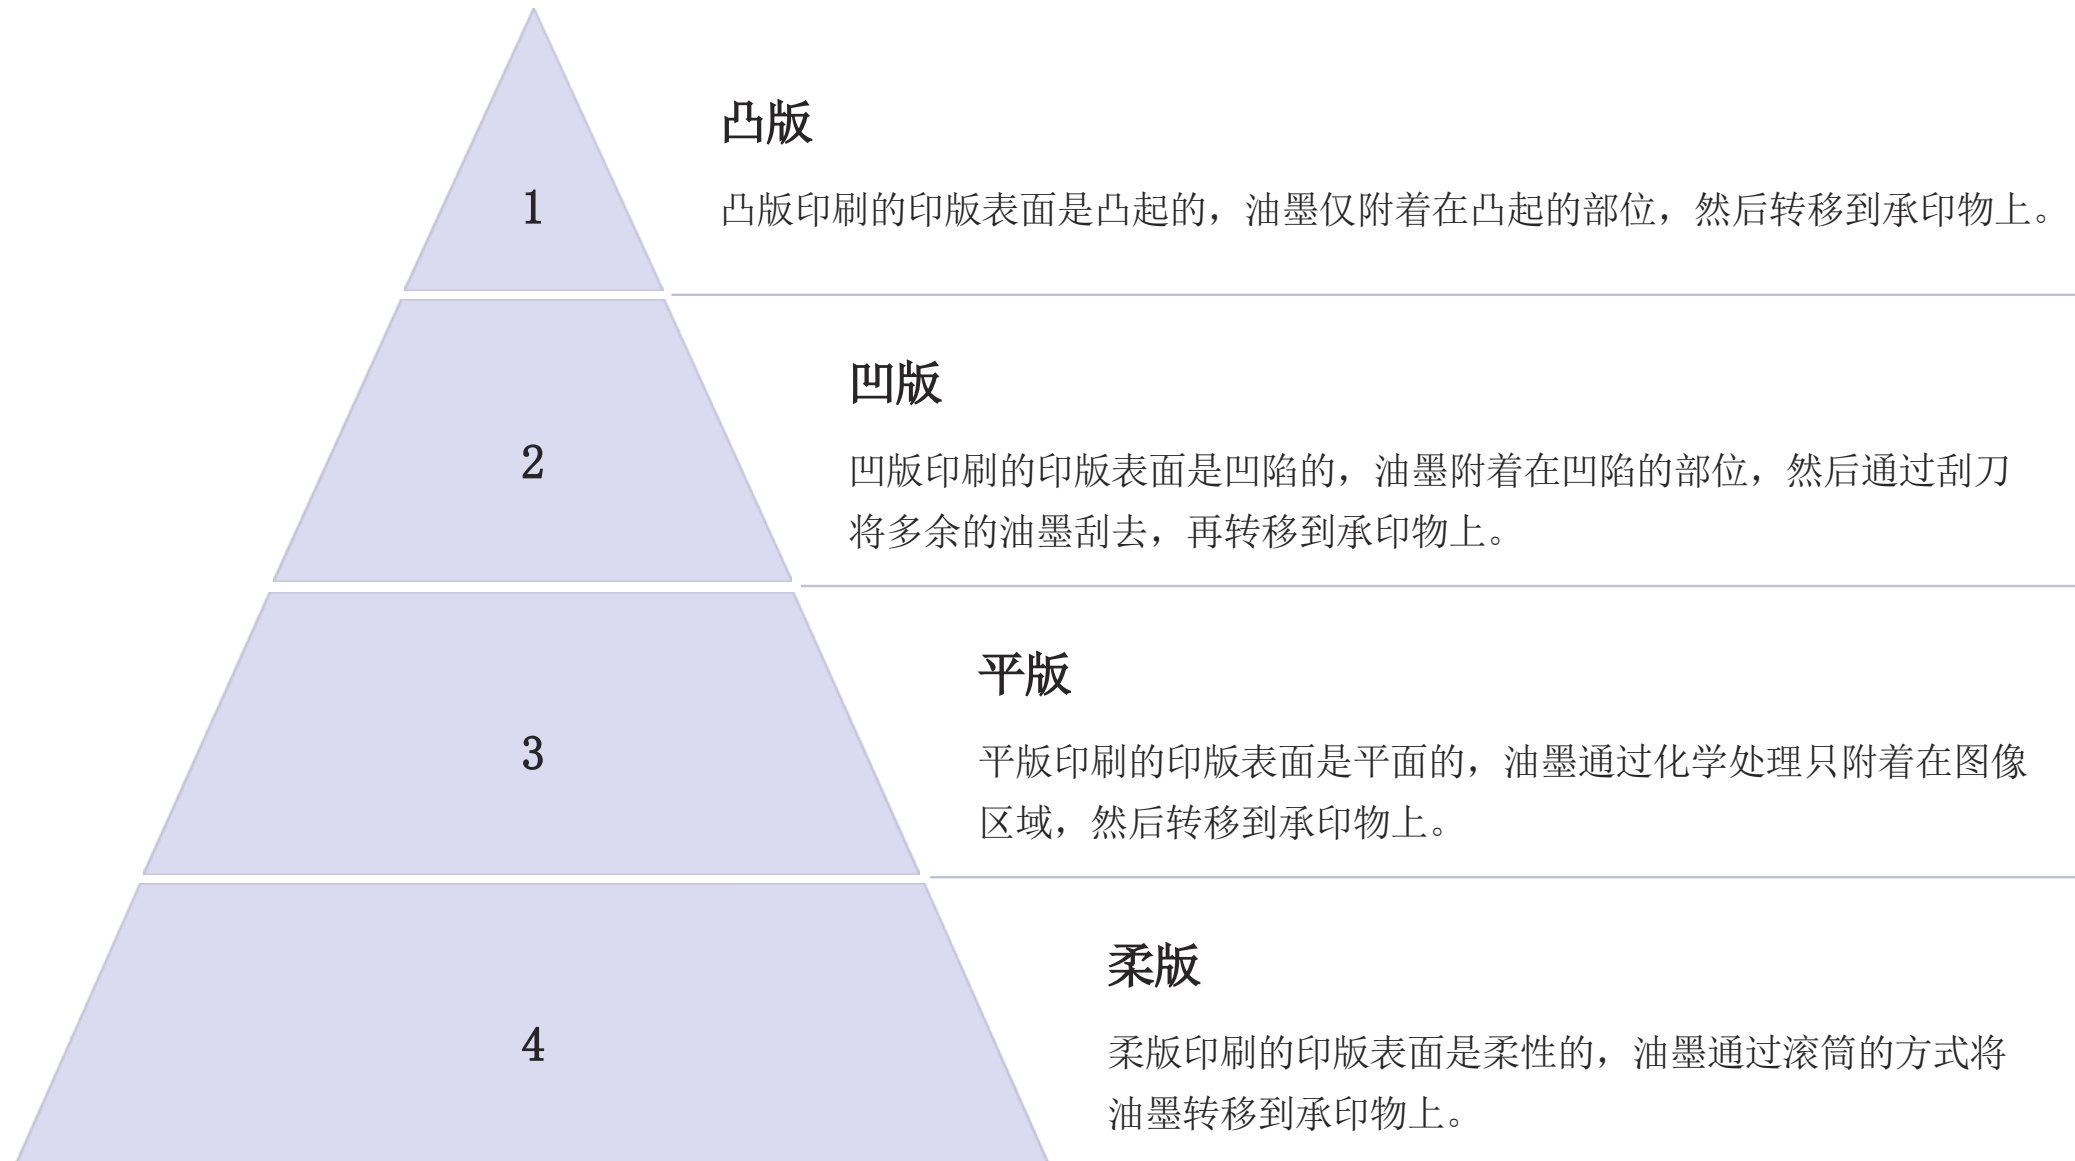 1
凸版
凸版印刷的印版表面是凸起的，油墨仅附着在凸起的部位，然后转移到承印物上。
2
凹版
凹版印刷的印版表面是凹陷的，油墨附着在凹陷的部位，然后通过刮刀
将多余的油墨刮去，再转移到承印物上。
3
平版
平版印刷的印版表面是平面的，油墨通过化学处理只附着在图像
区域，然后转移到承印物上。
4
柔版
柔版印刷的印版表面是柔性的，油墨通过滚筒的方式将
油墨转移到承印物上。